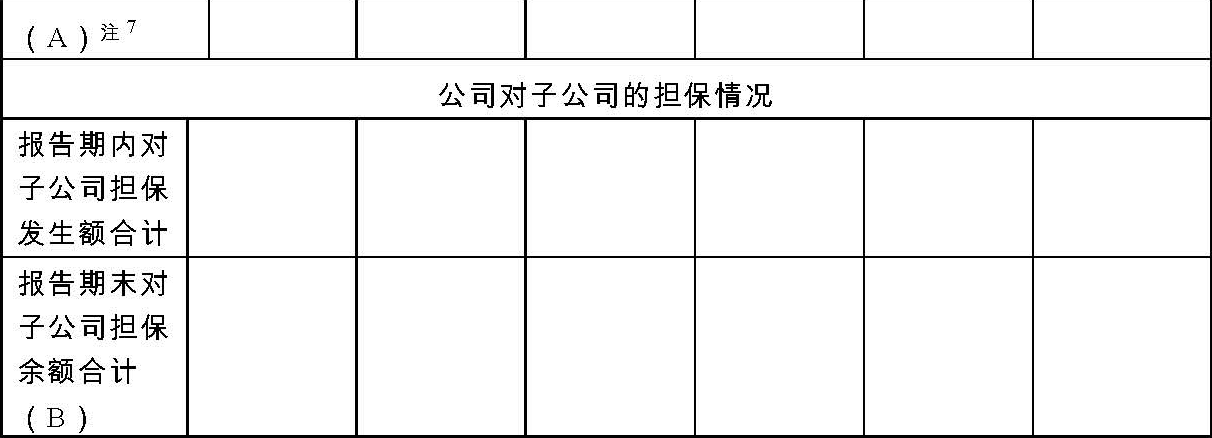 （A）注7
公司对子公司的担保情况
报告期内对
子公司担保
发生额合计
报告期末对
子公司担保
余额合计
（B）